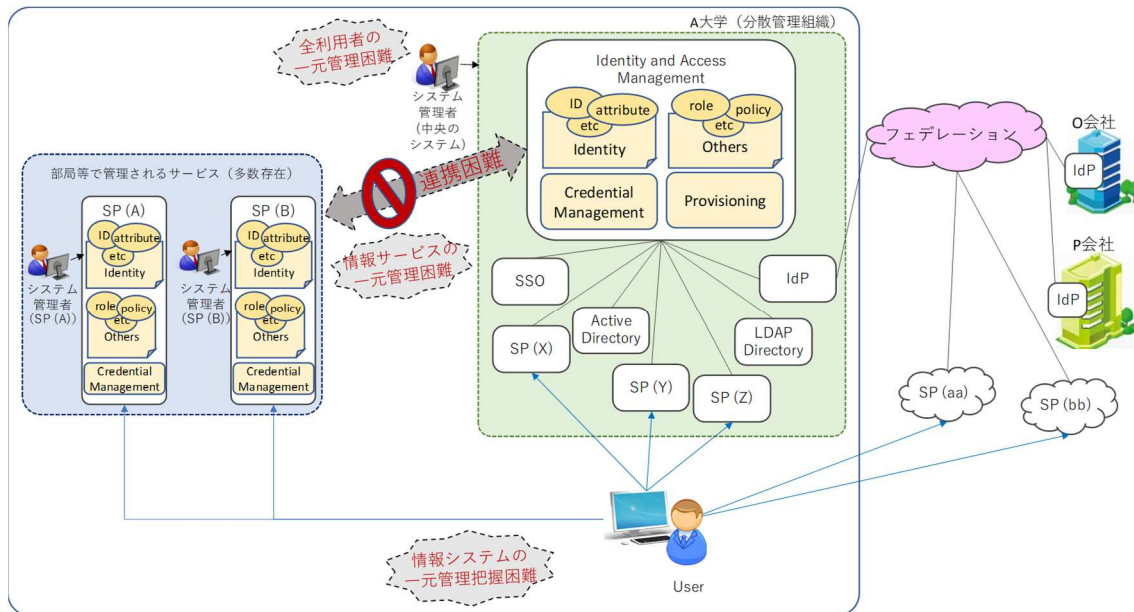 A大学（分散管理組織）
全利用者の
一元管理困難
システム
管理者
(中央の
システム)
Identity and Access
Management
ID
attribute
etc
Identity
role
policy
etc
Others
Credential
Management
Provisioning
フェデレーション
O会社
IdP
P会社
IdP
連携困難
部局等で管理されるサービス（多数存在）
SP (A)
ID
attribute
etc
Identity
role
policy
etc
Others
Credential
Management
システム
管理者
(SP (A))
SP (B)
ID
attribute
etc
Identity
role
policy
etc
Others
Credential
Management
システム
管理者
(SP (B))
情報サービスの
一元管理困難
SSO
IdP
Active
Directory
LDAP
Directory
SP (X)
SP (Y)
SP (Z)
SP (aa)
SP (bb)
情報システムの
一元管理把握困難
User